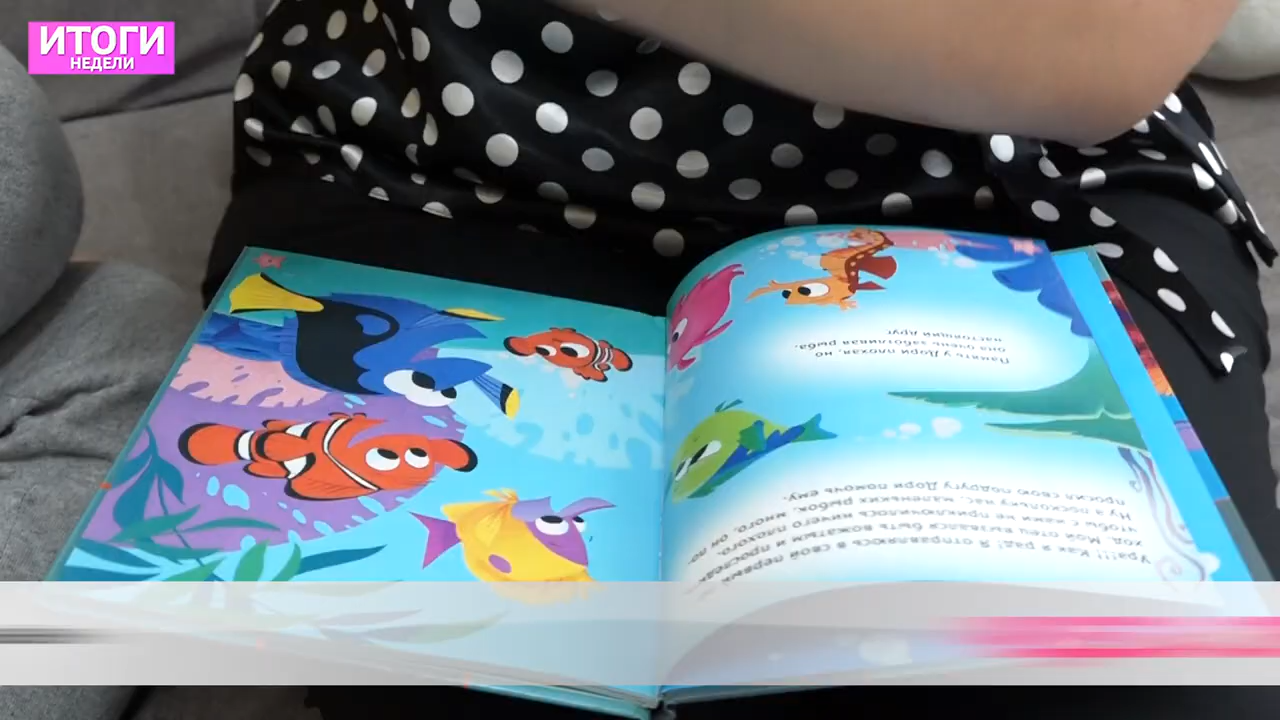 ИТОГИ
НЕДЕЛИ
Ура!!! Как я рад! Я отправляюсь в свой первый
ход. Мой отец вызвался быть вожатым и
чтобы с нами не приключилось ничего плохого.
Ну а поскольку нас, маленьких рыбок, много, он по-
просил свою подругу Дори помочь ему.
Память у Дори плохая, но
она очень заботливая рыба,
настоящий друг